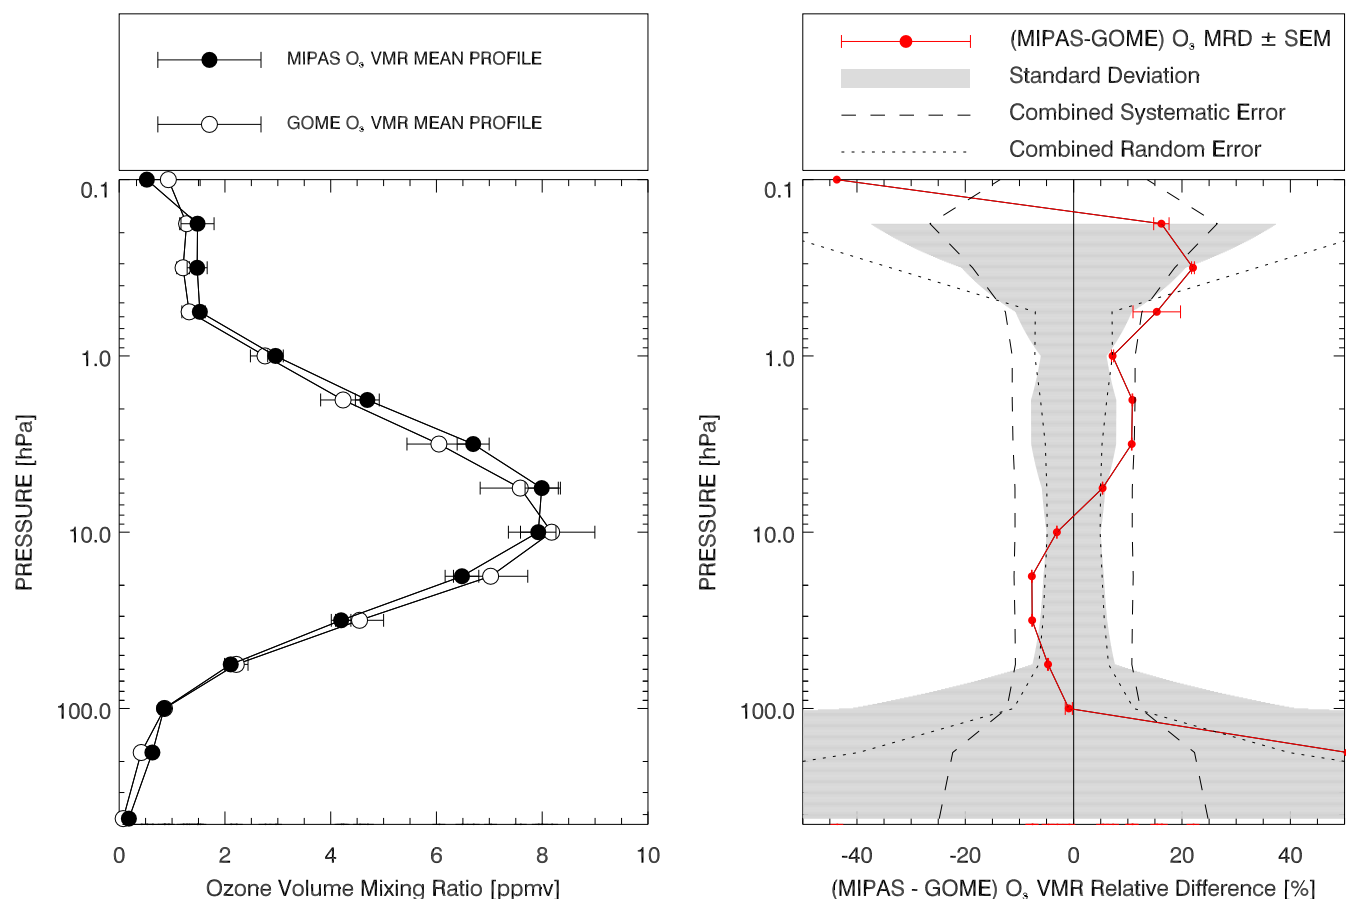 MIPAS O₃ VMR MEAN PROFILE
GOME O₃ VMR MEAN PROFILE
0.1
1.0
10.0
100.0
PRESSURE [hPa]
0 2 4 6 8 10
Ozone Volume Mixing Ratio [ppmv]
(MIPAS-GOME) O₃ MRD ± SEM
Standard Deviation
Combined Systematic Error
Combined Random Error
0.1
1.0
10.0
100.0
PRESSURE [hPa]
-40 -20 0 20 40
(MIPAS - GOME) O₃ VMR Relative Difference [%]